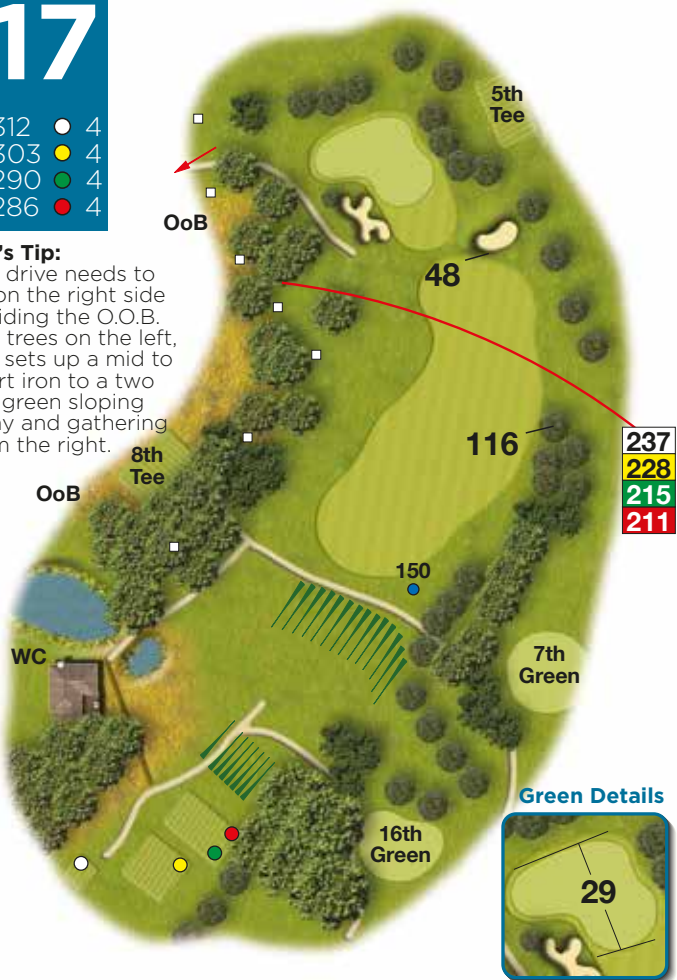 17
312 4
303 4
290 4
286 4
's Tip:
drive needs to
on the right side
iding the O.O.B.
trees on the left,
sets up a mid to
rt iron to a two
green sloping
ay and gathering
m the right.
5th
Tee
OoB
48
116
237
228
215
211
8th
Tee
OoB
150
WC
7th
Green
16th
Green
Green Details
29